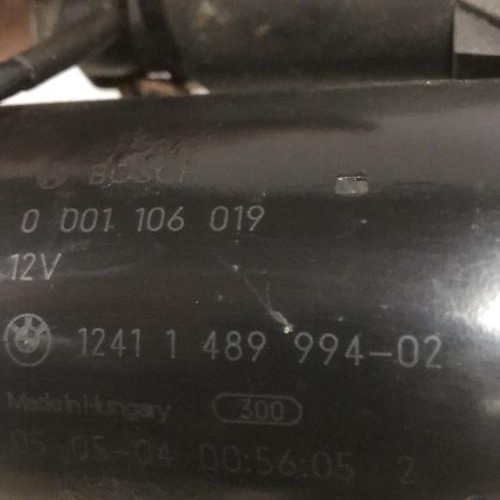 BOSCH
0 001 106 019
12V
1241 1 489 994-02
Made in Hungary 300
05 05-04 00:56:05 2